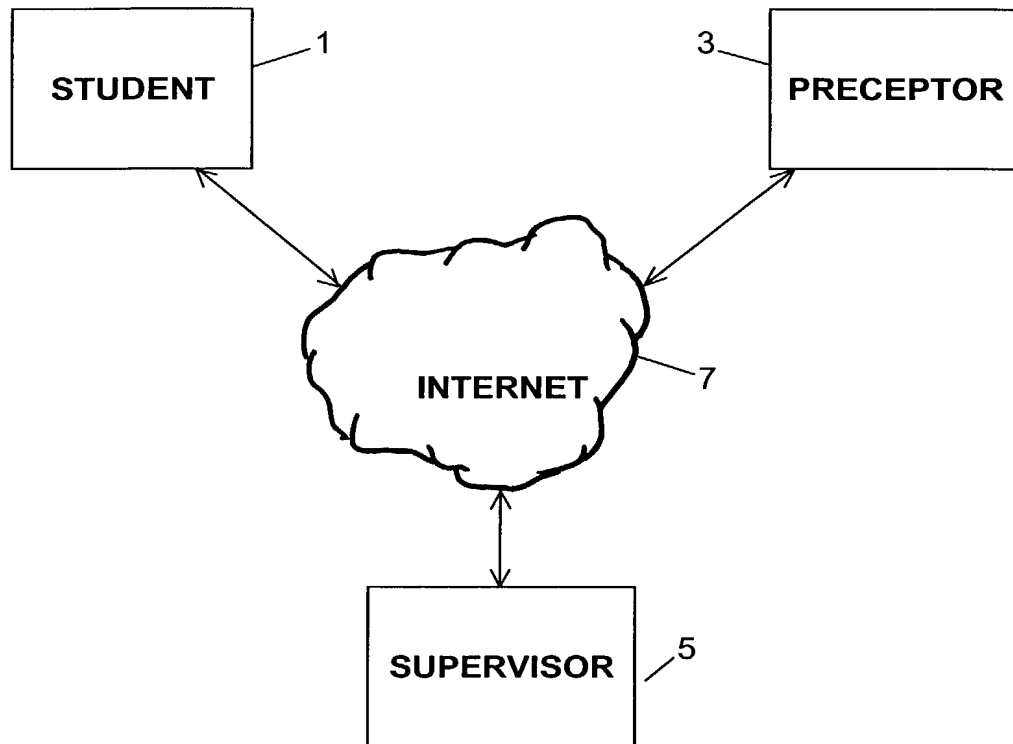 1
3
STUDENT
PRECEPTOR
7
INTERNET
5
SUPERVISOR